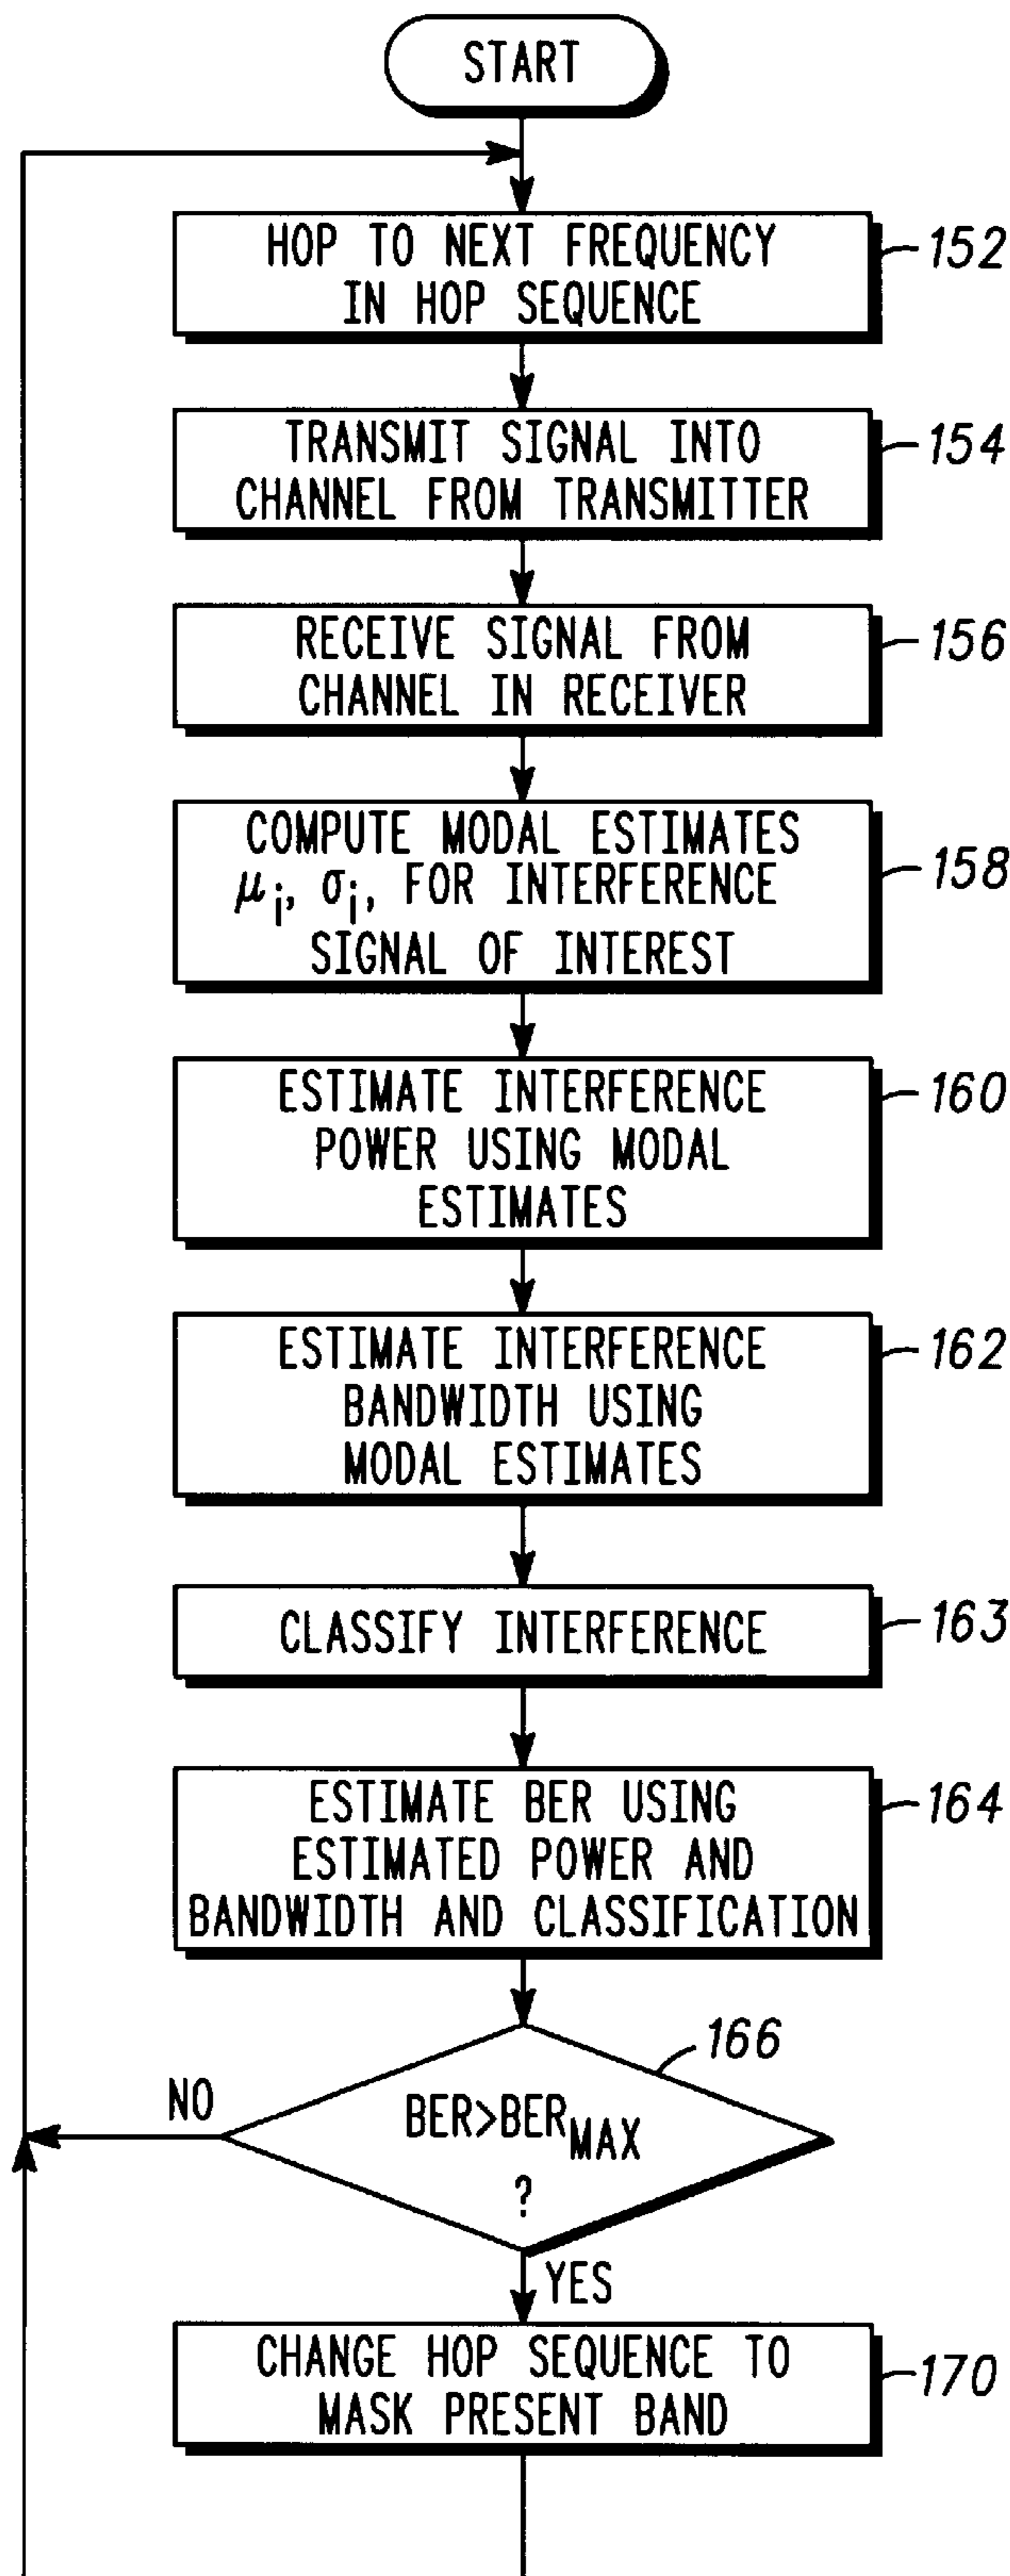 START
HOP TO NEXT FREQUENCY
IN HOP SEQUENCE
152
TRANSMIT SIGNAL INTO
CHANNEL FROM TRANSMITTER
154
RECEIVE SIGNAL FROM
CHANNEL IN RECEIVER
156
COMPUTE MODAL ESTIMATES
μi, σi, FOR INTERFERENCE
SIGNAL OF INTEREST
158
ESTIMATE INTERFERENCE
POWER USING MODAL
ESTIMATES
160
ESTIMATE INTERFERENCE
BANDWIDTH USING
MODAL ESTIMATES
162
CLASSIFY INTERFERENCE
163
ESTIMATE BER USING
ESTIMATED POWER AND
BANDWIDTH AND CLASSIFICATION
164
166
NO
BER>BERMAX
?
YES
CHANGE HOP SEQUENCE TO
MASK PRESENT BAND
170